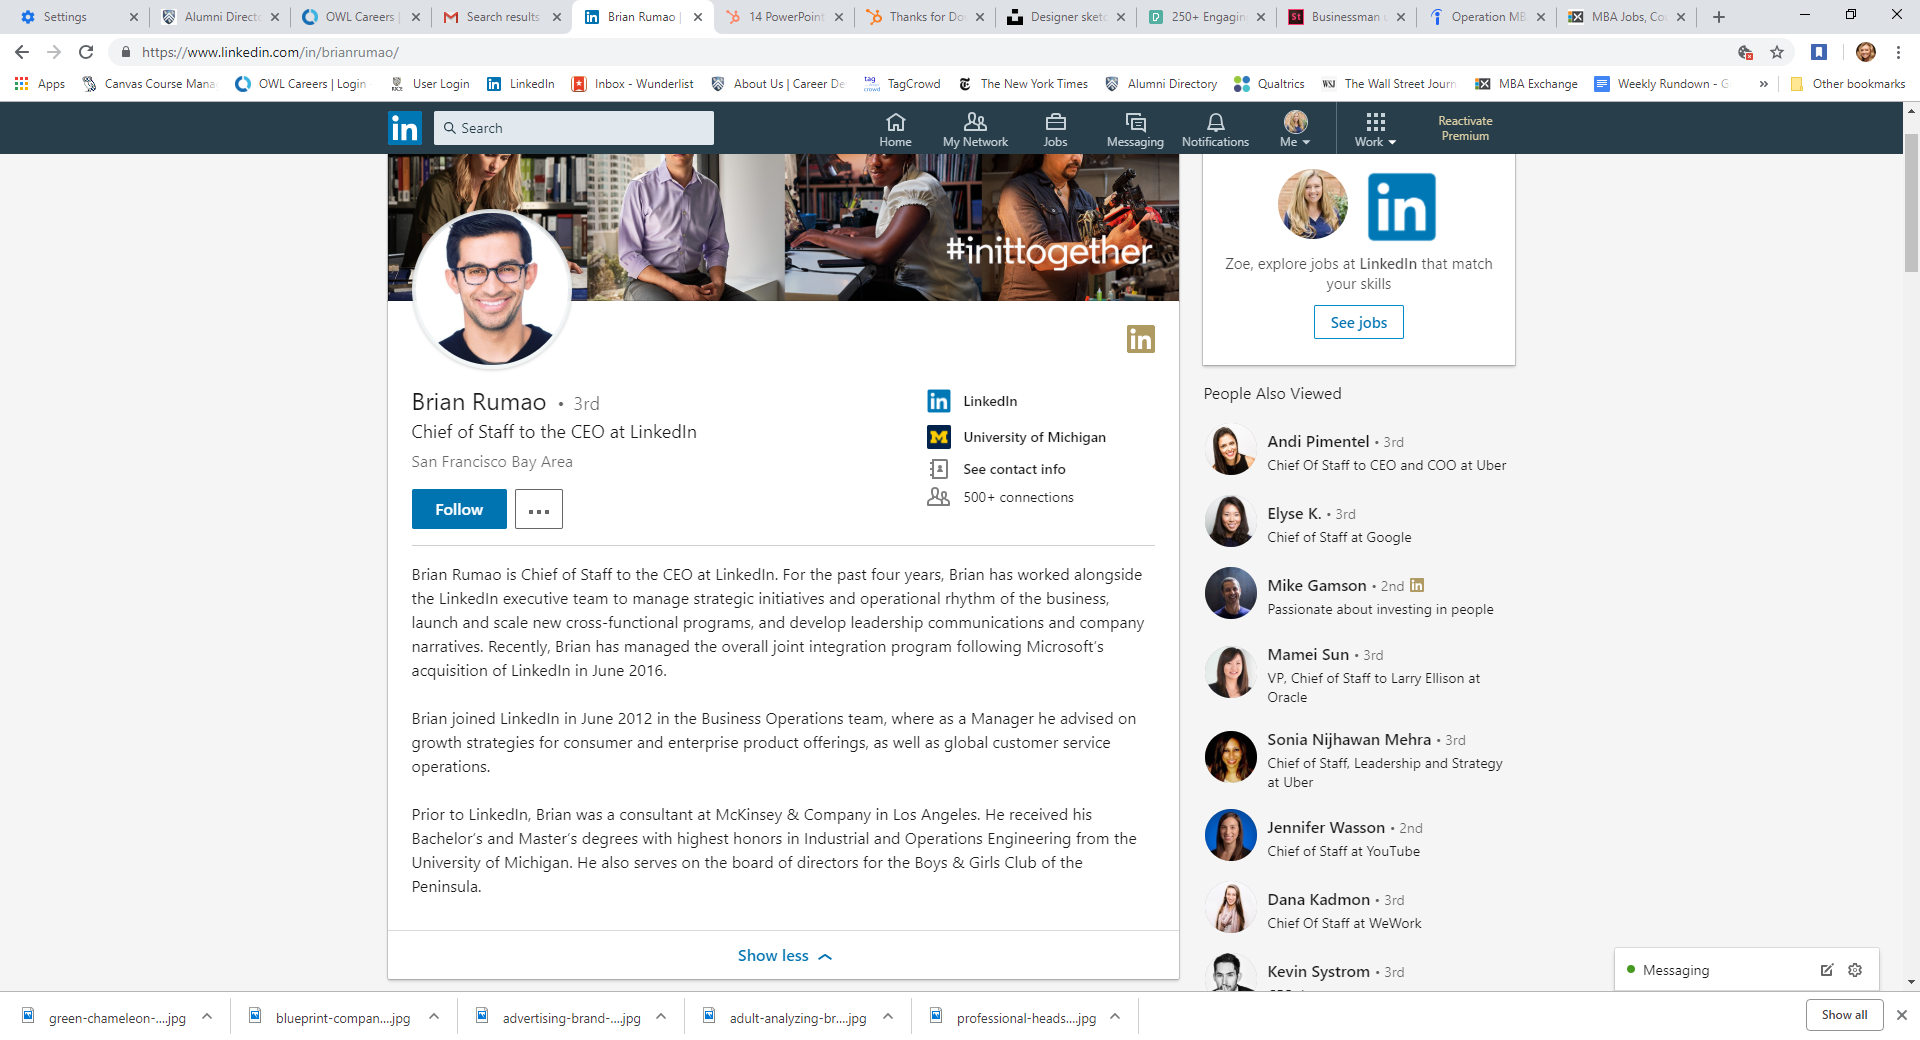 Settings
Alumni Directo
OWL Careers |
Search results
Brian Rumao |
14 PowerPoint
Thanks for Do
Designer sket
250+ Engagin
St
Businessman
Operation MB
MBA Jobs, Co
https://www.linkedin.com/in/brianrumao/
Apps
Canvas Course Mana
OWL Careers | Login
User Login
LinkedIn
Inbox - Wunderlist
About Us | Career De
TagCrowd
The New York Times
Alumni Directory
Qualtrics
WSJ
The Wall Street Journ
MBA Exchange
Weekly Rundown - G
»
Other bookmarks
in
Search
Home
My Network
Jobs
Messaging
Notifications
Me
Work
Reactivate
Premium
#inittogether
in
Brian Rumao • 3rd
Chief of Staff to the CEO at LinkedIn
San Francisco Bay Area
Follow
...
in LinkedIn
M University of Michigan
See contact info
500+ connections
Brian Rumao is Chief of Staff to the CEO at LinkedIn. For the past four years, Brian has worked alongside
the LinkedIn executive team to manage strategic initiatives and operational rhythm of the business,
launch and scale new cross-functional programs, and develop leadership communications and company
narratives. Recently, Brian has managed the overall joint integration program following Microsoft's
acquisition of LinkedIn in June 2016.
Brian joined LinkedIn in June 2012 in the Business Operations team, where as a Manager he advised on
growth strategies for consumer and enterprise product offerings, as well as global customer service
operations.
Prior to LinkedIn, Brian was a consultant at McKinsey & Company in Los Angeles. He received his
Bachelor's and Master's degrees with highest honors in Industrial and Operations Engineering from the
University of Michigan. He also serves on the board of directors for the Boys & Girls Club of the
Peninsula.
Show less
in
Zoe, explore jobs at LinkedIn that match
your skills
See jobs
People Also Viewed
Andi Pimentel • 3rd
Chief Of Staff to CEO and COO at Uber
Elyse K. • 3rd
Chief of Staff at Google
Mike Gamson • 2nd in
Passionate about investing in people
Mamei Sun • 3rd
VP, Chief of Staff to Larry Ellison at
Oracle
Sonia Nijhawan Mehra • 3rd
Chief of Staff, Leadership and Strategy
at Uber
Jennifer Wasson • 2nd
Chief of Staff at YouTube
Dana Kadmon • 3rd
Chief Of Staff at WeWork
Kevin Systrom • 3rd
Messaging
green-chameleon-....jpg
blueprint-compan....jpg
advertising-brand-....jpg
adult-analyzing-br....jpg
professional-heads....jpg
Show all